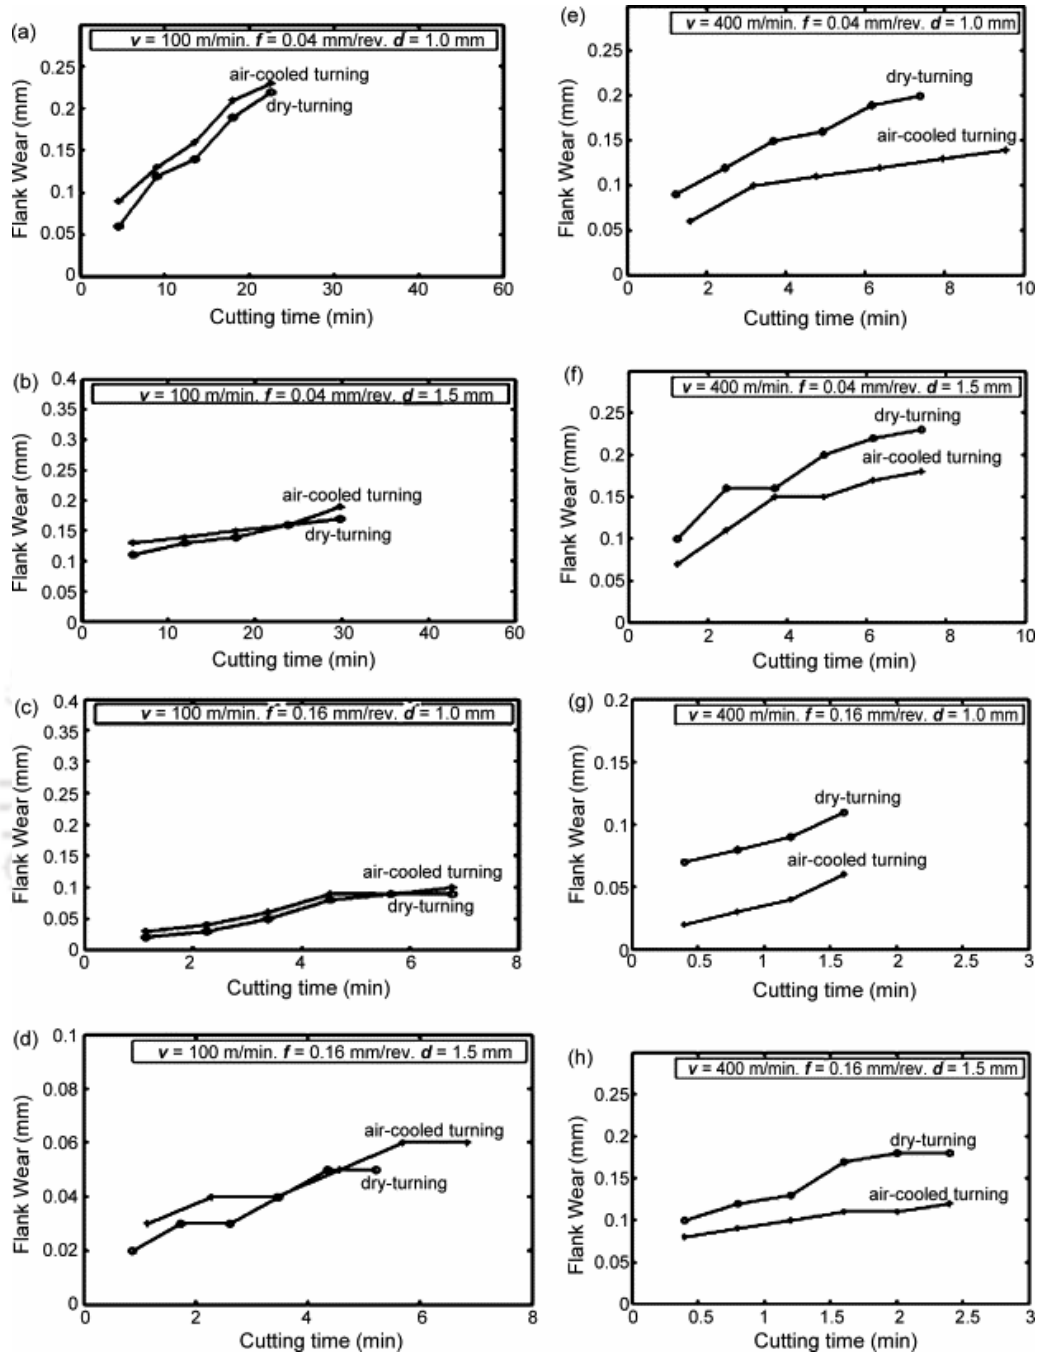 (a)
v = 100 m/min. f = 0.04 mm/rev. d = 1.0 mm
Flank Wear (mm)
0.25
0.2
0.15
0.1
0.05
0
air-cooled turning
dry-turning
0 10 20 30 40 50 60
Cutting time (min)
(b)
v = 100 m/min. f = 0.04 mm/rev. d = 1.5 mm
Flank Wear (mm)
0.4
0.35
0.3
0.25
0.2
0.15
0.1
0.05
0
air-cooled turning
dry-turning
0 10 20 30 40 50 60
Cutting time (min)
(c)
v = 100 m/min. f = 0.16 mm/rev. d = 1.0 mm
Flank Wear (mm)
0.4
0.35
0.3
0.25
0.2
0.15
0.1
0.05
0
air-cooled turning
dry-turning
0 2 4 6 8
Cutting time (min)
(d)
v = 100 m/min. f = 0.16 mm/rev. d = 1.5 mm
Flank Wear (mm)
0.1
0.08
0.06
0.04
0.02
0
air-cooled turning
dry-turning
0 2 4 6 8
Cutting time (min)
(e)
v = 400 m/min. f = 0.04 mm/rev. d = 1.0 mm
Flank Wear (mm)
0.25
0.2
0.15
0.1
0.05
0
dry-turning
air-cooled turning
0 2 4 6 8 10
Cutting time (min)
(f)
v = 400 m/min. f = 0.04 mm/rev. d = 1.5 mm
Flank Wear (mm)
0.25
0.2
0.15
0.1
0.05
0
dry-turning
air-cooled turning
0 2 4 6 8 10
Cutting time (min)
(g)
v = 400 m/min. f = 0.16 mm/rev. d = 1.0 mm
Flank Wear (mm)
0.2
0.15
0.1
0.05
0
dry-turning
air-cooled turning
0 0.5 1 1.5 2 2.5 3
Cutting time (min)
(h)
v = 400 m/min. f = 0.16 mm/rev. d = 1.5 mm
Flank Wear (mm)
0.25
0.2
0.15
0.1
0.05
0
dry-turning
air-cooled turning
0 0.5 1 1.5 2 2.5 3
Cutting time (min)